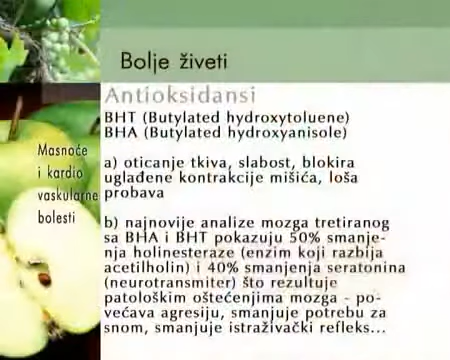 Bolje živeti
Antioksidansi
BHT (Butylated hydroxytoluene)
BHA (Butylated hydroxyanisole)
Masnoće
i kardio
vaskularne
bolesti
a) oticanje tkiva, slabost, blokira
uglađene kontrakcije mišića, loša
probava
b) najnovije analize mozga tretiranog
sa BHA i BHT pokazuju 50% smanje-
nja holinesteraze (enzim koji razbija
acetilholin) i 40% smanjenja seratonina
(neurotransmiter) što rezultuje
patološkim oštećenjima mozga - po-
većava agresiju, smanjuje potrebu za
snom, smanjuje istraživački refleks...